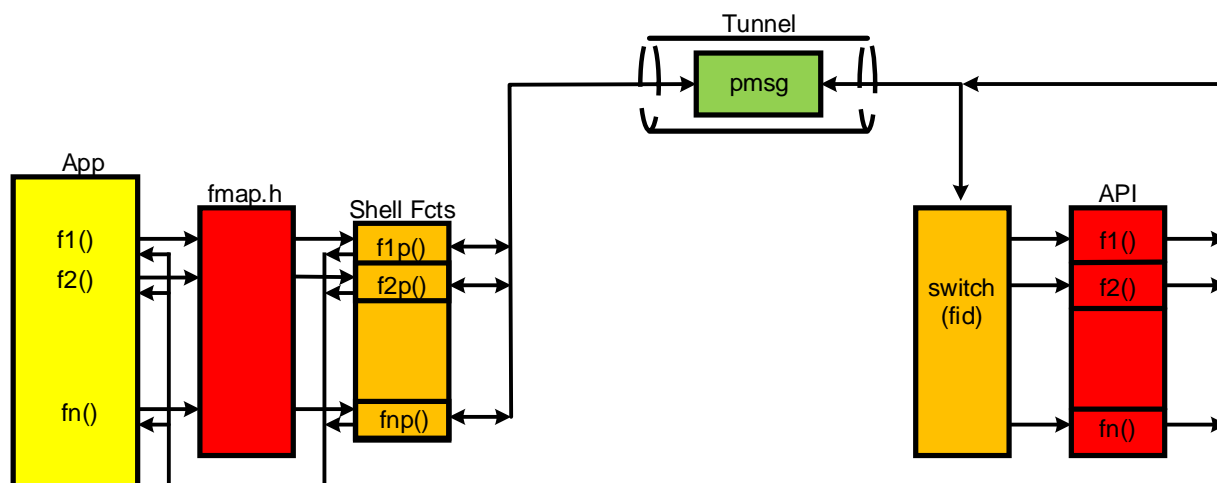 Tunnel
pmsg
App
fmap.h
Shell Fcts
API
f1()
f2()
fn()
f1p()
f2p()
fnp()
switch
(fid)
f1()
f2()
fn()